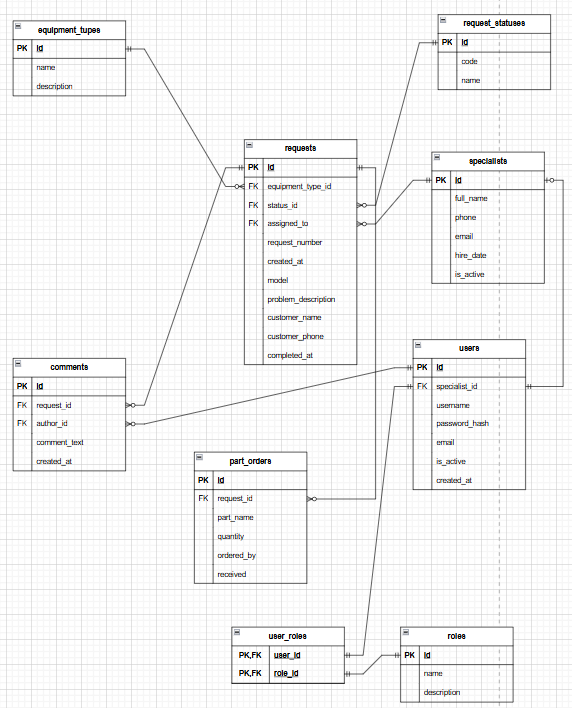 equipment_types
PK id
name
description
request_statuses
PK id
code
name
requests
PK id
FK equipment_type_id
FK status_id
FK assigned_to
request_number
created_at
model
problem_description
customer_name
customer_phone
completed_at
specialists
PK id
full_name
phone
email
hire_date
is_active
users
PK id
FK specialist_id
username
password_hash
email
is_active
created_at
comments
PK id
FK request_id
FK author_id
comment_text
created_at
part_orders
PK id
FK request_id
part_name
quantity
ordered_by
received
user_roles
PK,FK user_id
PK,FK role_id
roles
PK id
name
description